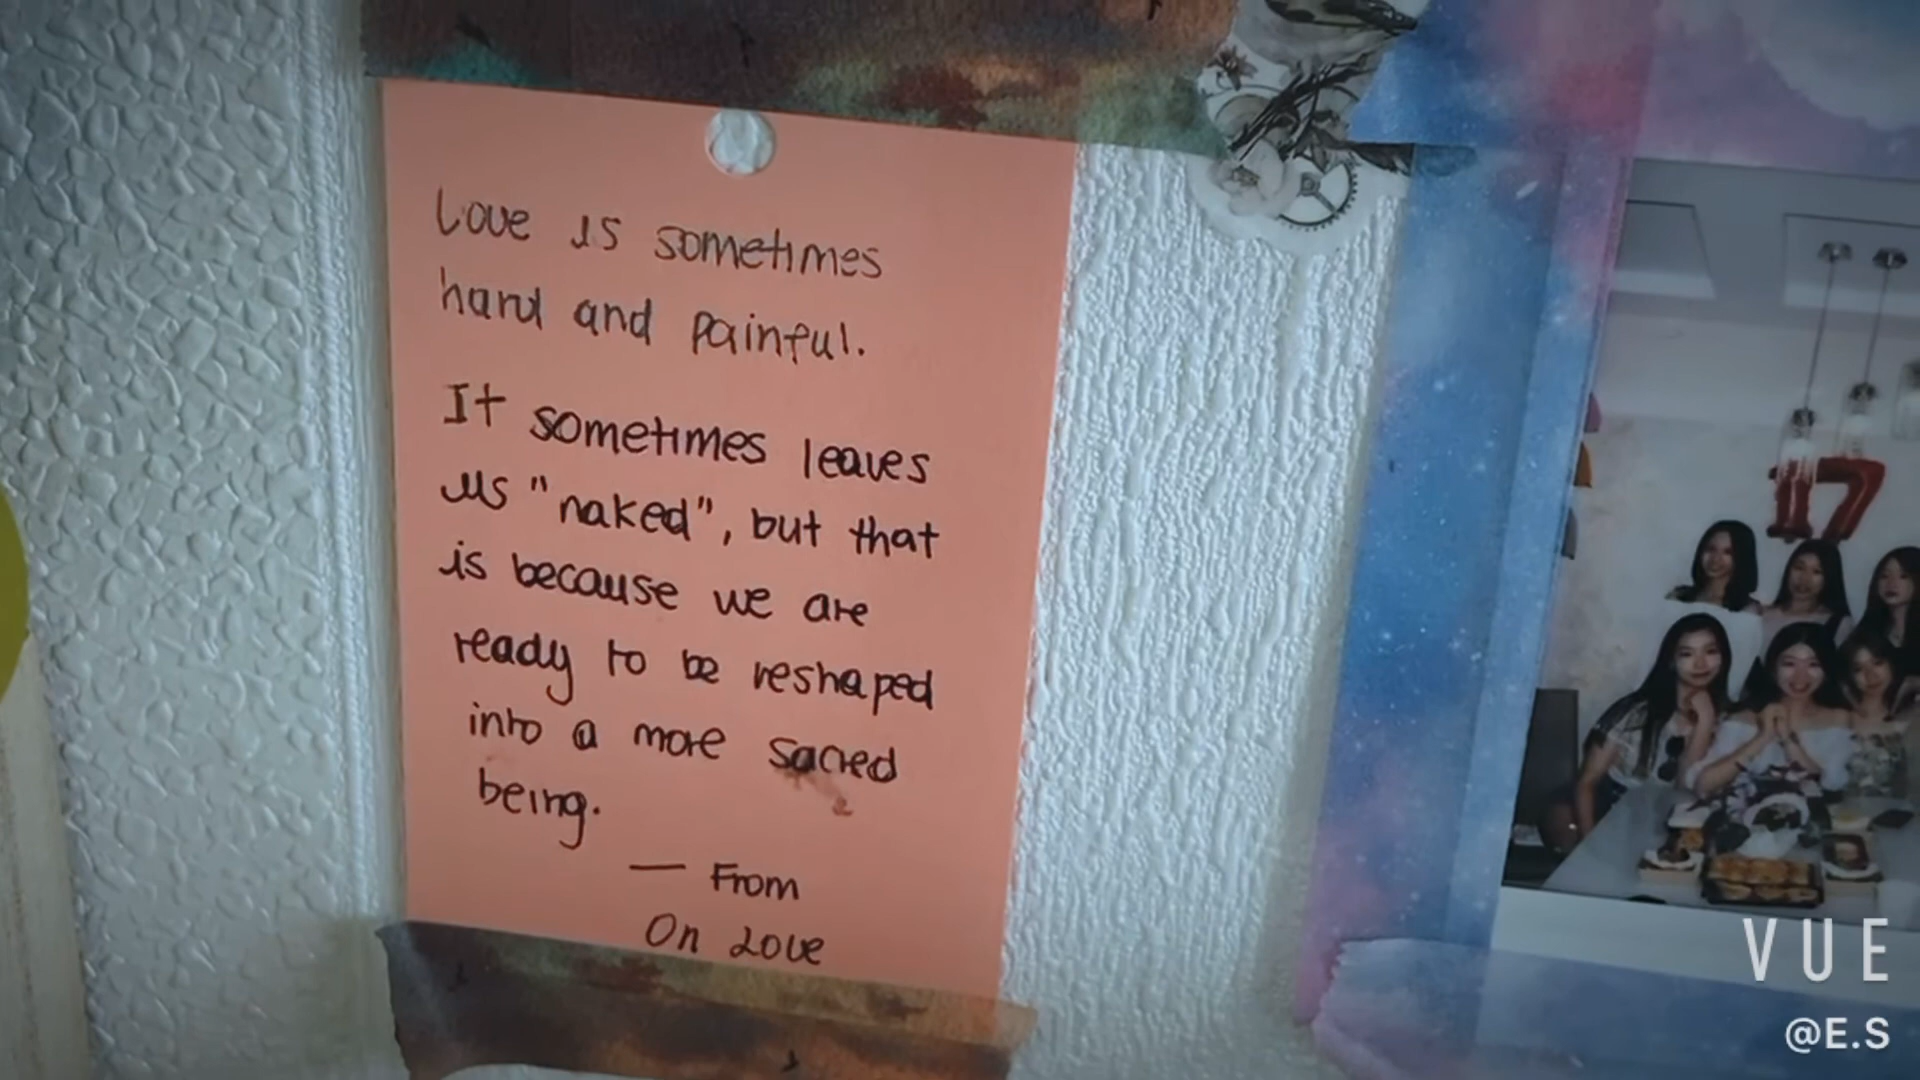 Love is sometimes
hard and painful.
It sometimes leaves
us "naked", but that
is because we are
ready to be reshaped
into a more sacred
being.
— From
On Love
17
VUE
@E.S